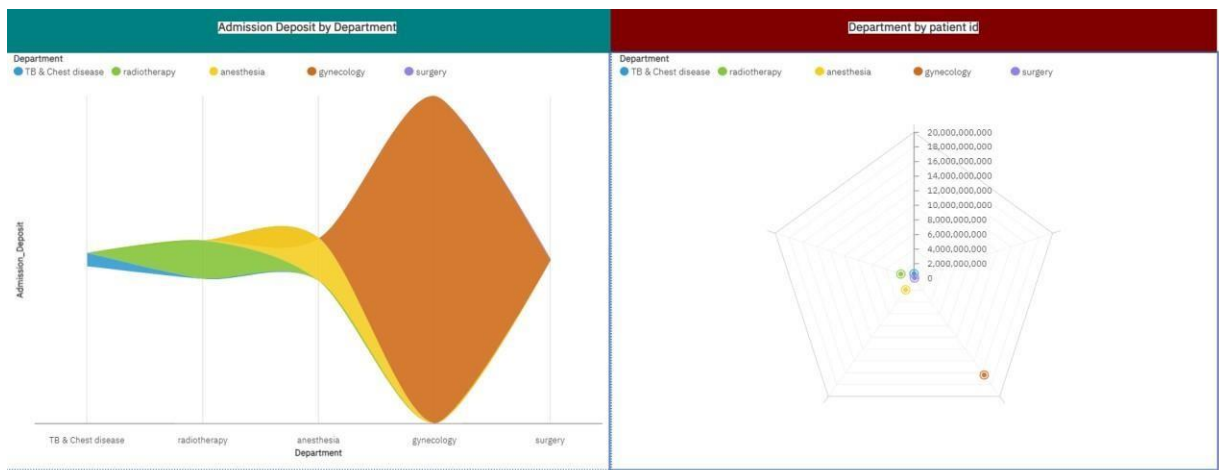 Admission Deposit by Department
Department
TB & Chest disease radiotherapy anesthesia gynecology surgery
Admission_Deposit
TB & Chest disease radiotherapy anesthesia gynecology surgery
Department
Department by patient id
Department
TB & Chest disease radiotherapy anesthesia gynecology surgery
20,000,000,000
18,000,000,000
16,000,000,000
14,000,000,000
12,000,000,000
10,000,000,000
8,000,000,000
6,000,000,000
4,000,000,000
2,000,000,000
0